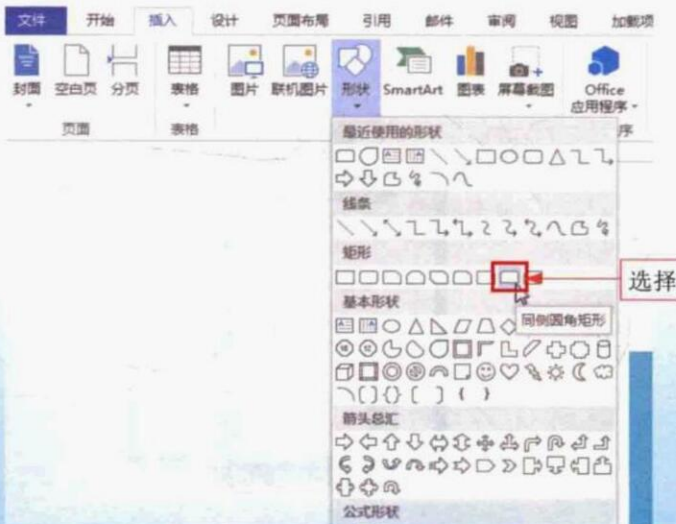 文件 开始 插入 设计 页面布局 引用 邮件 审阅 视图 加载项
封面 空白页 分页 表格 图片 联机图片 形状 SmartArt 图表 屏幕截图 Office
应用程序
页面 表格 序
最近使用的形状
线条
矩形
选择
基本形状
同侧圆角矩形
箭头总汇
公式形状